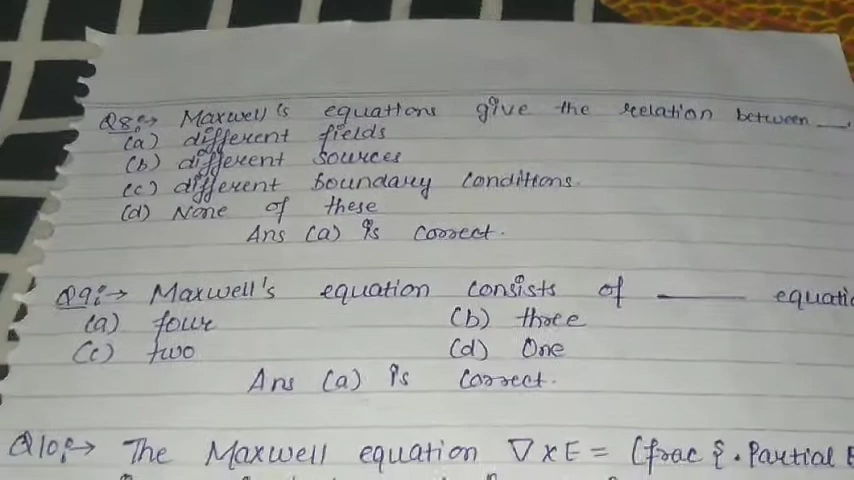 Q8:→ Maxwell's equations give the relation between __.
(a) different fields
(b) different sources
(c) different boundary conditions.
(d) None of these
Ans (a) is correct.
Q9:→ Maxwell's equation consists of ____ equatio
(a) four (b) three
(c) two (d) One
Ans (a) is correct.
Q10:→ The Maxwell equation ∇×E = (frac {.Partial B